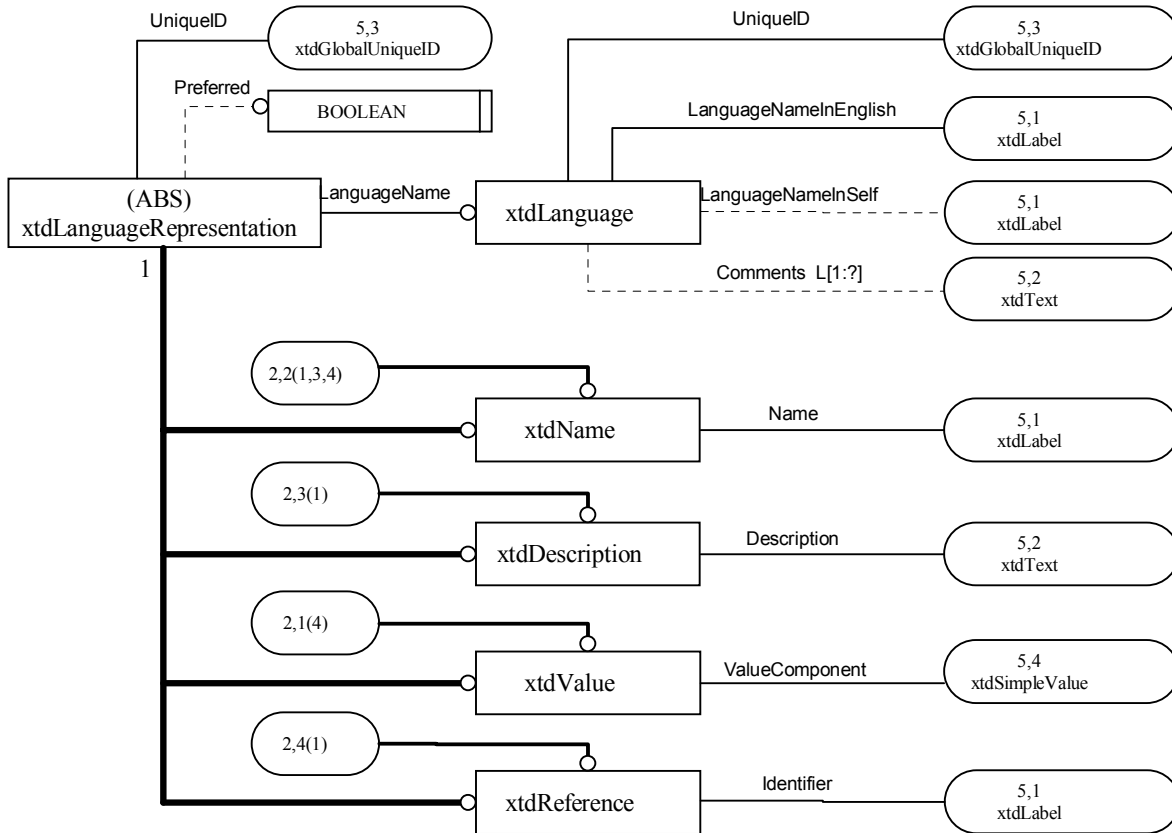 UniqueID
5,3
xtdGlobalUniqueID
UniqueID
5,3
xtdGlobalUniqueID
Preferred
BOOLEAN
LanguageNameInEnglish
5,1
xtdLabel
(ABS)
xtdLanguageRepresentation
LanguageName
xtdLanguage
LanguageNameInSelf
5,1
xtdLabel
1
Comments L[1:?]
5,2
xtdText
2,2(1,3,4)
xtdName
Name
5,1
xtdLabel
2,3(1)
xtdDescription
Description
5,2
xtdText
2,1(4)
xtdValue
ValueComponent
5,4
xtdSimpleValue
2,4(1)
xtdReference
Identifier
5,1
xtdLabel